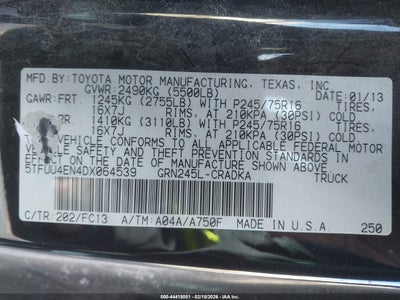 MFD. BY: TOYOTA MOTOR MANUFACTURING, TEXAS, INC.
GVWR: 2490KG (5500LB) 01/13
GAWR:FRT. 1245KG (2755LB) WITH P245/75R16 TIRES,
16X7J RIMS, AT 210KPA (30PSI) COLD
RR. 1410KG (3110LB) WITH P245/75R16 TIRES,
16X7J RIMS, AT 210KPA (30PSI) COLD
THIS VEHICLE CONFORMS TO ALL APPLICABLE FEDERAL MOTOR
VEHICLE SAFETY AND BUMPER STANDARDS IN EFFECT ON
THE DATE OF MANUFACTURE SHOWN ABOVE.
5TFUU4EN4DX064539 GRN245L-CRADKA TRUCK
C/TR:202/FC13 A/TM:A04A/A750F MADE IN U.S.A. 250
000-44418051 02/18/2026 COPYRIGHT IAA